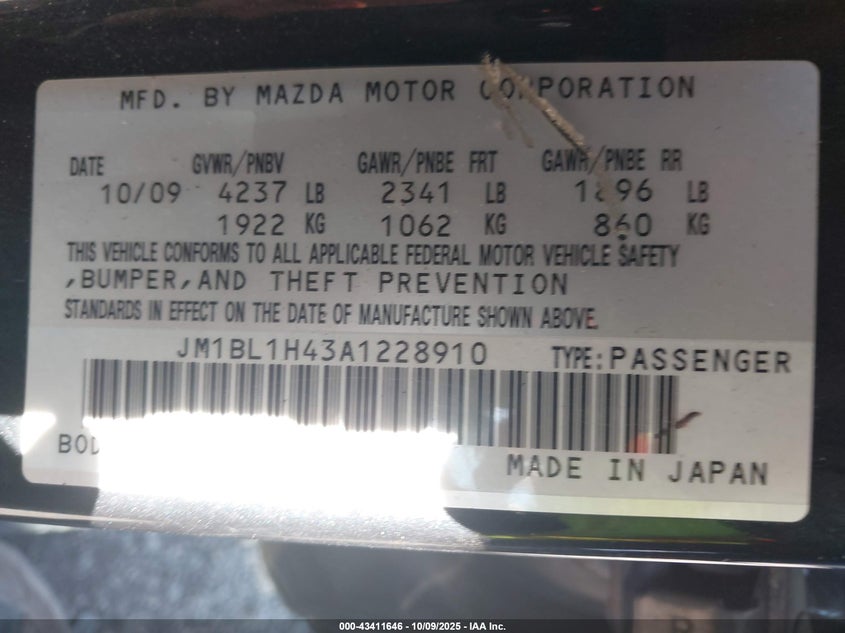 MFD. BY MAZDA MOTOR CORPORATION
DATE GVWR/PNBV GAWR/PNBE FRT GAWR/PNBE RR
10/09 4237 LB 2341 LB 1896 LB
1922 KG 1062 KG 860 KG
THIS VEHICLE CONFORMS TO ALL APPLICABLE FEDERAL MOTOR VEHICLE SAFETY
,BUMPER,AND THEFT PREVENTION
STANDARDS IN EFFECT ON THE DATE OF MANUFACTURE SHOWN ABOVE.
JM1BL1H43A1228910 TYPE:PASSENGER
MADE IN JAPAN
000-43411646 - 10/09/2025 - IAA Inc.